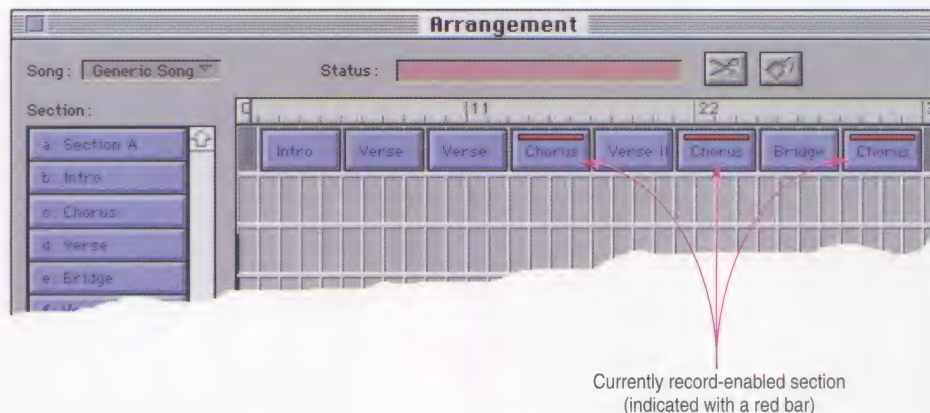 Arrangement
Song: Generic Song
Status:
Section:
11
22
a: Section A
b: Intro
c: Chorus
d: Verse
e: Bridge
Intro Verse Verse Chorus Verse II Chorus Bridge Chorus
Currently record-enabled section
(indicated with a red bar)